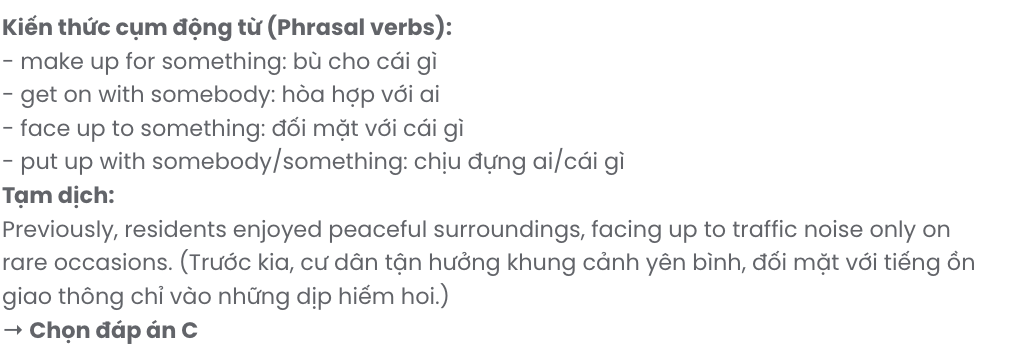 Kiến thức cụm động từ (Phrasal verbs):
- make up for something: bù cho cái gì
- get on with somebody: hòa hợp với ai
- face up to something: đối mặt với cái gì
- put up with somebody/something: chịu đựng ai/cái gì
Tạm dịch:
Previously, residents enjoyed peaceful surroundings, facing up to traffic noise only on
rare occasions. (Trước kia, cư dân tận hưởng khung cảnh yên bình, đối mặt với tiếng ồn
giao thông chỉ vào những dịp hiếm hoi.)
→ Chọn đáp án C